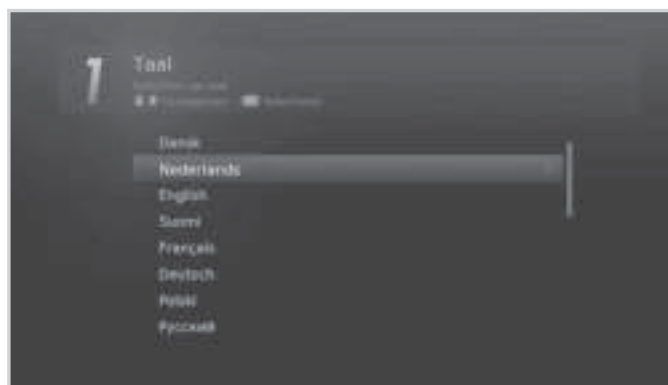 1
Taal
Dansk
Nederlands
English
Suomi
Français
Deutsch
Polski
Русский